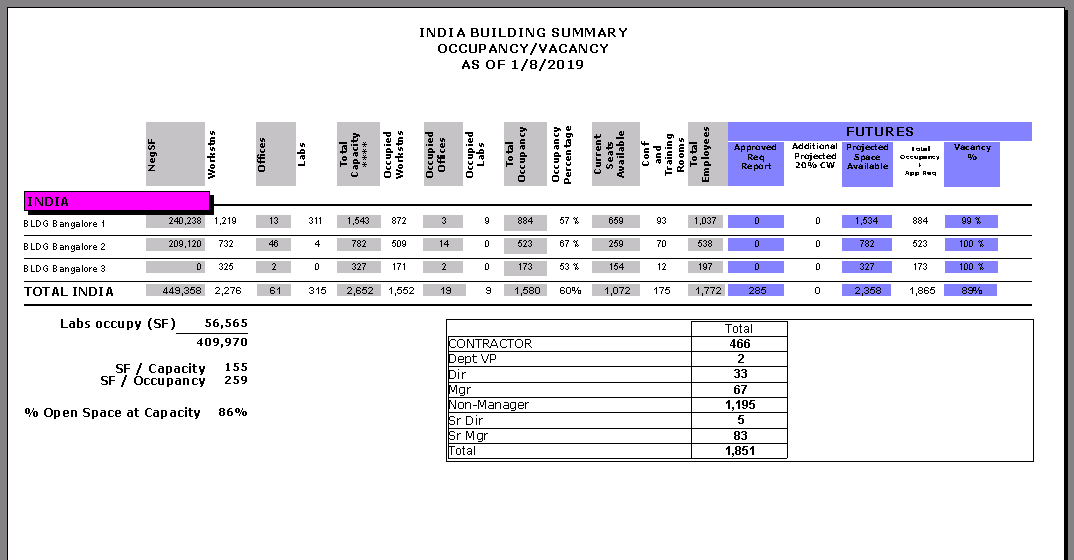 INDIA BUILDING SUMMARY
OCCUPANCY/VACANCY
AS OF 1/8/2019
FUTURES
NegSF Workstns Offices Labs Total Capacity **** Occupied Workstns Occupied Offices Occupied Labs Total Occupancy Occupancy Percentage Current Seats Available Conf and Training Rooms Total Employees Approved Req Report Additional Projected 20% CW Projected Space Available Total Occupancy + App Req Vacancy %
INDIA
BLDG Bangalore 1 240,238 1,219 13 311 1,543 872 3 9 884 57 % 659 93 1,037 0 0 1,534 884 99 %
BLDG Bangalore 2 209,120 732 46 4 782 509 14 0 523 67 % 259 70 538 0 0 782 523 100 %
BLDG Bangalore 3 0 325 2 0 327 171 2 0 173 53 % 154 12 197 0 0 327 173 100 %
TOTAL INDIA 449,358 2,276 61 315 2,652 1,552 19 9 1,580 60% 1,072 175 1,772 285 0 2,358 1,865 89%
Labs occupy (SF) 56,565
409,970
SF / Capacity 155
SF / Occupancy 259
% Open Space at Capacity 86%
Total
CONTRACTOR 466
Dept VP 2
Dir 33
Mgr 67
Non-Manager 1,195
Sr Dir 5
Sr Mgr 83
Total 1,851